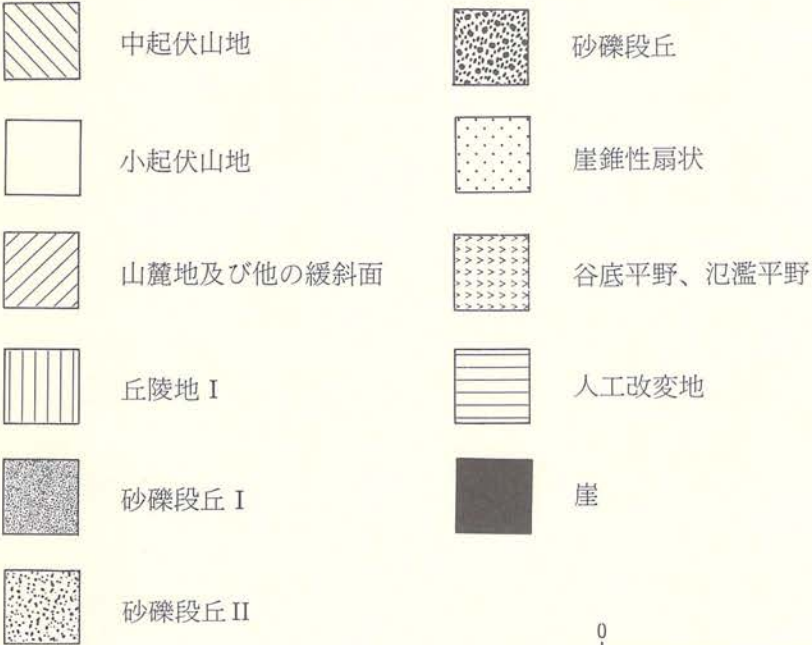 中起伏山地
小起伏山地
山麓地及び他の緩斜面
丘陵地 I
砂礫段丘 I
砂礫段丘 II
砂礫段丘
崖錐性扇状
谷底平野、氾濫平野
人工改変地
崖
0